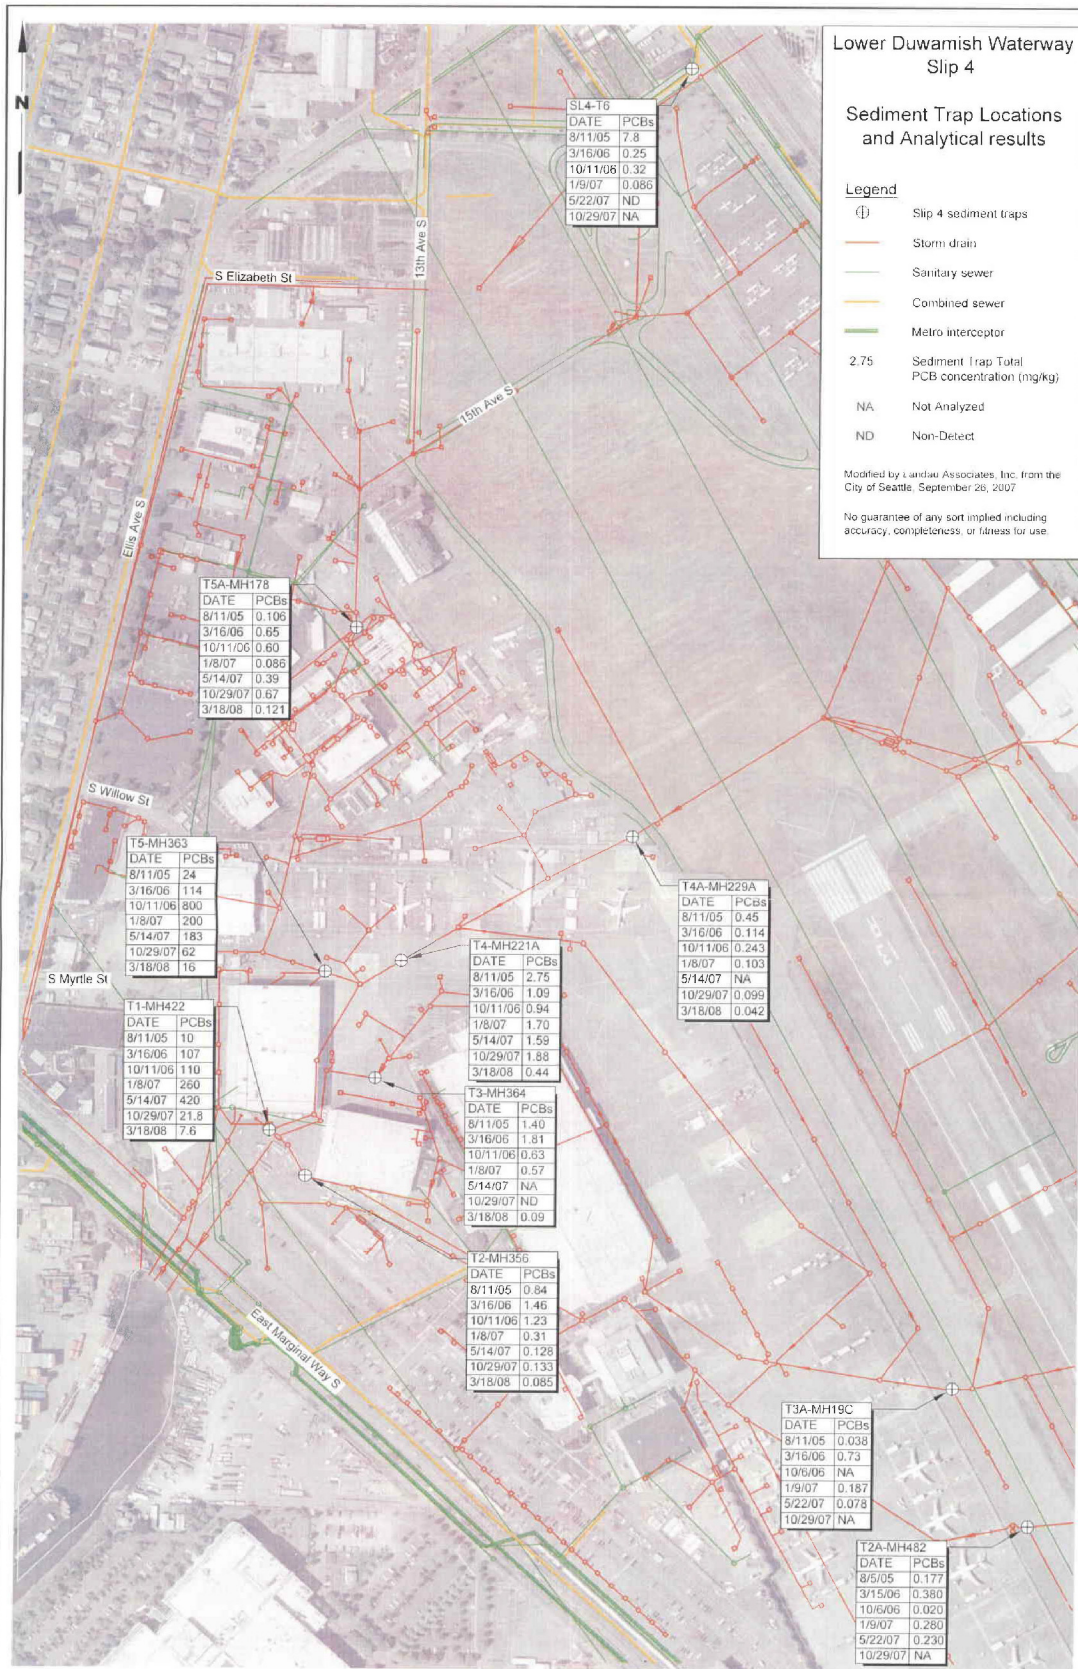 Lower Duwamish Waterway
Slip 4
Sediment Trap Locations
and Analytical results
Legend
Slip 4 sediment traps
Storm drain
Sanitary sewer
Combined sewer
Metro interceptor
2.75 Sediment Trap Total
PCB concentration (mg/kg)
NA Not Analyzed
ND Non-Detect
Modified by Landau Associates, Inc. from the
City of Seattle, September 26, 2007
No guarantee of any sort implied including
accuracy, completeness, or fitness for use.
N
SL4-T6
DATE PCBs
8/11/05 7.8
3/16/06 0.25
10/11/06 0.32
1/9/07 0.086
5/22/07 ND
10/29/07 NA
13th Ave S
S Elizabeth St
15th Ave S
Ellis Ave S
T5A-MH178
DATE PCBs
8/11/05 0.106
3/16/06 0.65
10/11/06 0.60
1/8/07 0.086
5/14/07 0.39
10/29/07 0.67
3/18/08 0.121
S Willow St
T5-MH363
DATE PCBs
8/11/05 24
3/16/06 114
10/11/06 800
1/8/07 200
5/14/07 183
10/29/07 62
3/18/08 16
T4A-MH229A
DATE PCBs
8/11/05 0.45
3/16/06 0.114
10/11/06 0.243
1/8/07 0.103
5/14/07 NA
10/29/07 0.099
3/18/08 0.042
T4-MH221A
DATE PCBs
8/11/05 2.75
3/16/06 1.09
10/11/06 0.94
1/8/07 1.70
5/14/07 1.59
10/29/07 1.88
3/18/08 0.44
S Myrtle St
T1-MH422
DATE PCBs
8/11/05 10
3/16/06 107
10/11/06 110
1/8/07 260
5/14/07 420
10/29/07 21.8
3/18/08 7.6
T3-MH364
DATE PCBs
8/11/05 1.40
3/16/06 1.81
10/11/06 0.63
1/8/07 0.57
5/14/07 NA
10/29/07 ND
3/18/08 0.09
T2-MH356
DATE PCBs
8/11/05 0.84
3/16/06 1.46
10/11/06 1.23
1/8/07 0.31
5/14/07 0.128
10/29/07 0.133
3/18/08 0.085
East Marginal Way S
T3A-MH19C
DATE PCBs
8/11/05 0.038
3/16/06 0.73
10/6/06 NA
1/9/07 0.187
5/22/07 0.078
10/29/07 NA
T2A-MH482
DATE PCBs
8/5/05 0.177
3/15/06 0.380
10/6/06 0.020
1/9/07 0.280
5/22/07 0.230
10/29/07 NA